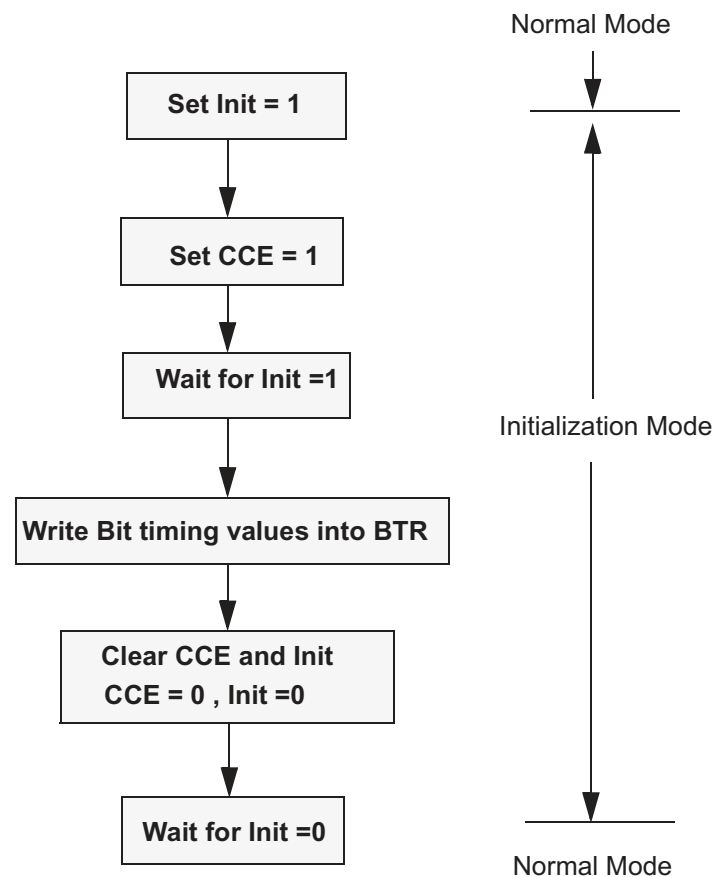 Normal Mode
Set Init = 1
Set CCE = 1
Wait for Init =1
Initialization Mode
Write Bit timing values into BTR
Clear CCE and Init
CCE = 0 , Init =0
Wait for Init =0
Normal Mode